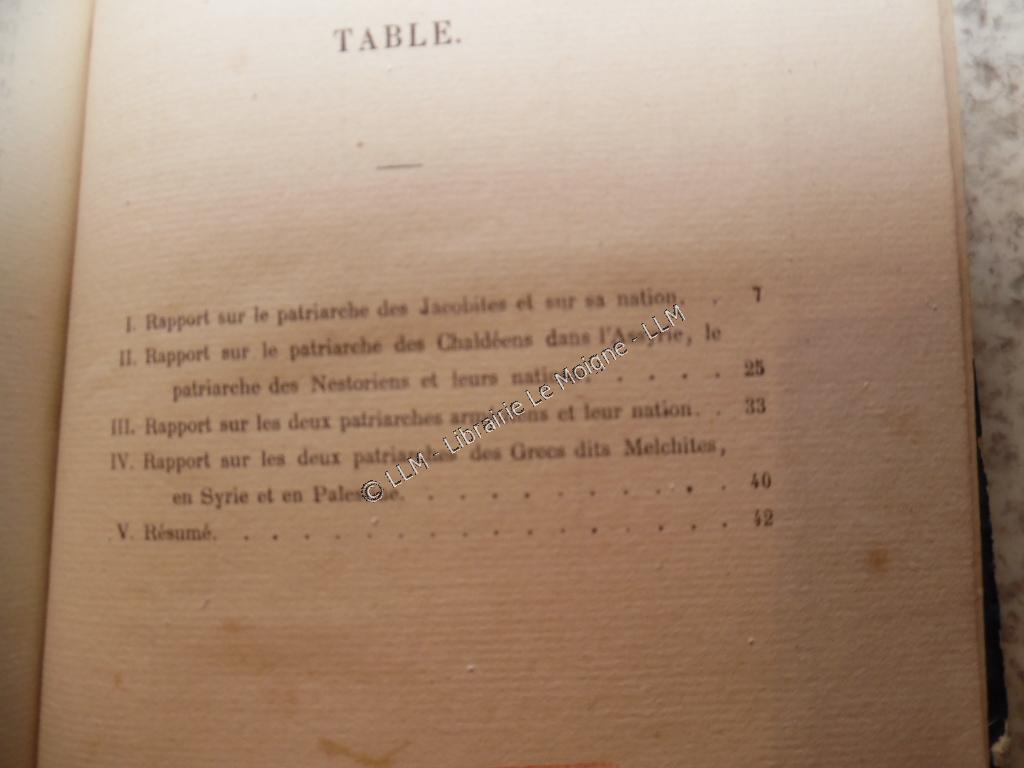 TABLE.
I. Rapport sur le patriarche des Jacobites et sur sa nation. . 7
II. Rapport sur le patriarche des Chaldéens dans l'Assyrie, le
patriarche des Nestoriens et leurs nations. . . . . 25
III. Rapport sur les deux patriarches arméniens et leur nation. . 33
IV. Rapport sur les deux patriarches des Grecs dits Melchites,
en Syrie et en Palestine. . . . . . . . . 40
V. Résumé. . . . . . . . . . . . . 42
© LLM - Librairie Le Moigne - LLM